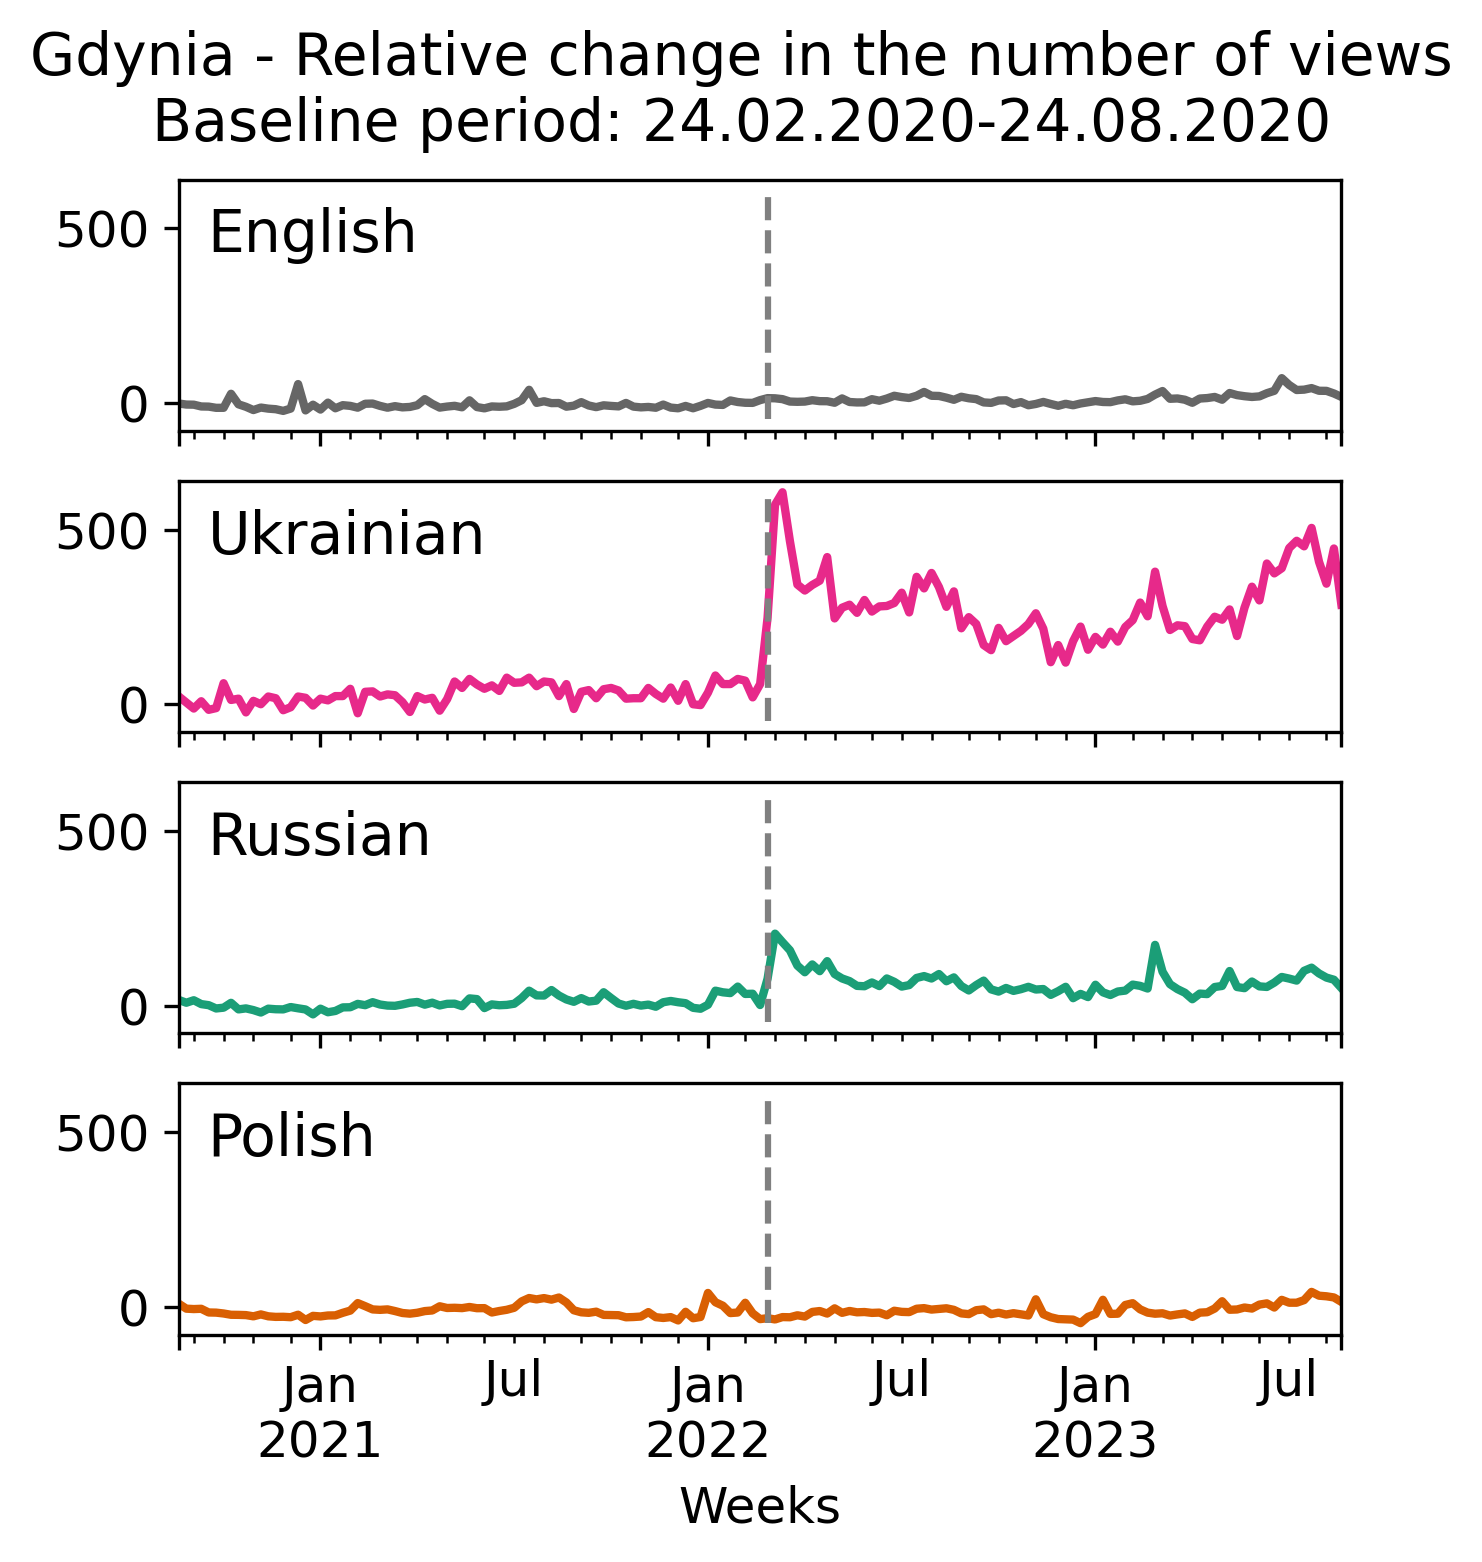 Gdynia - Relative change in the number of views
Baseline period: 24.02.2020-24.08.2020
500
English
0
500
Ukrainian
0
500
Russian
0
500
Polish
0
Jan Jul Jan Jul Jan Jul
2021 2022 2023
Weeks